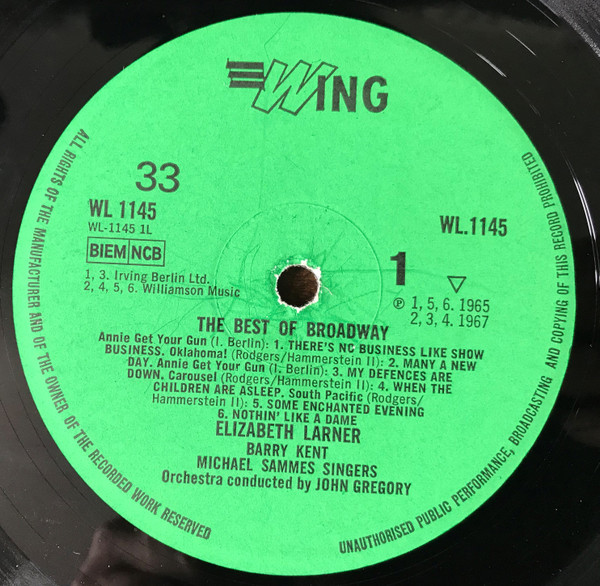 WING
33
WL 1145
WL-1145 1L
BIEM NCB
1, 3. Irving Berlin Ltd.
2, 4, 5, 6. Williamson Music
WL.1145
1
℗ 1, 5, 6. 1965
2, 3, 4. 1967
THE BEST OF BROADWAY
Annie Get Your Gun (I. Berlin): 1. THERE'S NC BUSINESS LIKE SHOW
BUSINESS. Oklahoma! (Rodgers/Hammerstein II): 2. MANY A NEW
DAY. Annie Get Your Gun (I. Berlin): 3. MY DEFENCES ARE
DOWN. Carousel (Rodgers/Hammerstein II): 4. WHEN THE
CHILDREN ARE ASLEEP. South Pacific (Rodgers/
Hammerstein II): 5. SOME ENCHANTED EVENING
6. NOTHIN' LIKE A DAME
ELIZABETH LARNER
BARRY KENT
MICHAEL SAMMES SINGERS
Orchestra conducted by JOHN GREGORY
ALL RIGHTS OF THE MANUFACTURER AND OF THE OWNER OF THE RECORDED WORK RESERVED
UNAUTHORISED PUBLIC PERFORMANCE, BROADCASTING AND COPYING OF THIS RECORD PROHIBITED